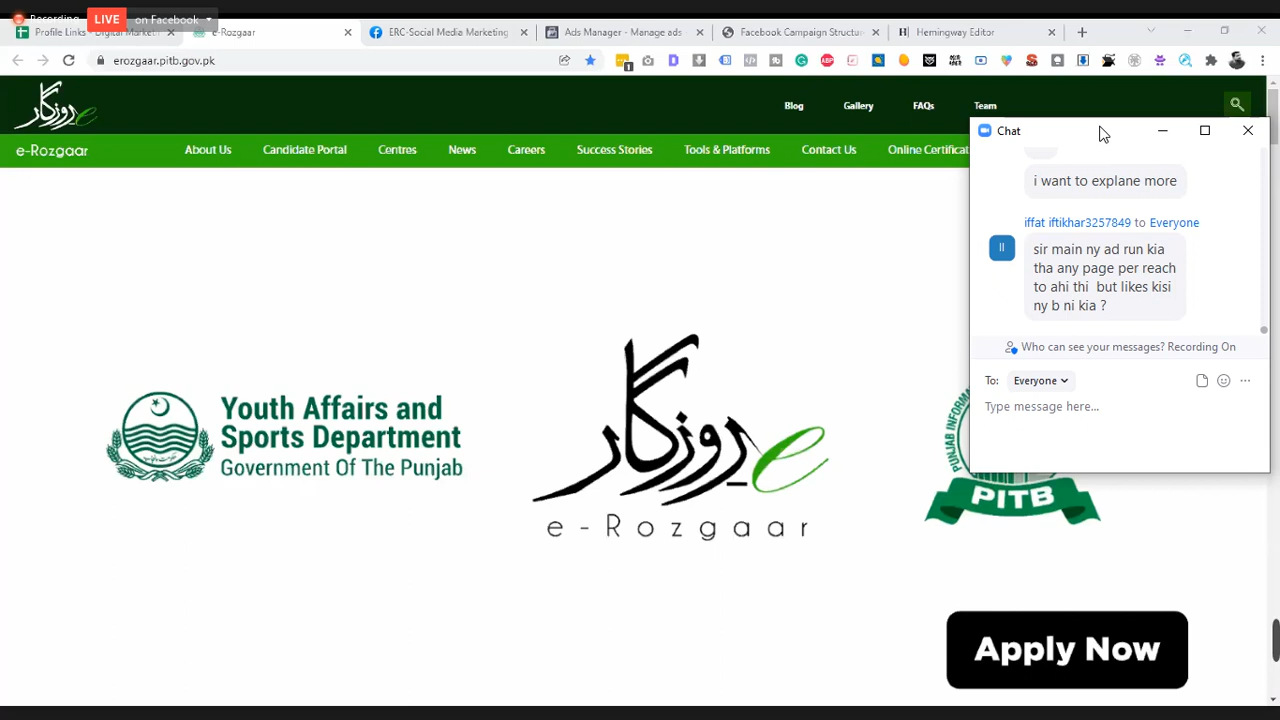 Recording
LIVE on Facebook
Profile Links - Digital Market
e-Rozgaar
ERC-Social Media Marketing
Ads Manager - Manage ads
Facebook Campaign Structu
Hemingway Editor
erozgaar.pitb.gov.pk
eروزگار
Blog Gallery FAQs Team
e-Rozgaar
About Us Candidate Portal Centres News Careers Success Stories Tools & Platforms Contact Us Online Certificat
Chat
i want to explane more
iffat iftikhar3257849 to Everyone
II
sir main ny ad run kia
tha any page per reach
to ahi thi but likes kisi
ny b ni kia ?
Who can see your messages? Recording On
To: Everyone
Type message here...
Youth Affairs and
Sports Department
Government Of The Punjab
eروزگار
e-Rozgaar
PUNJAB INFORM
PITB
Apply Now